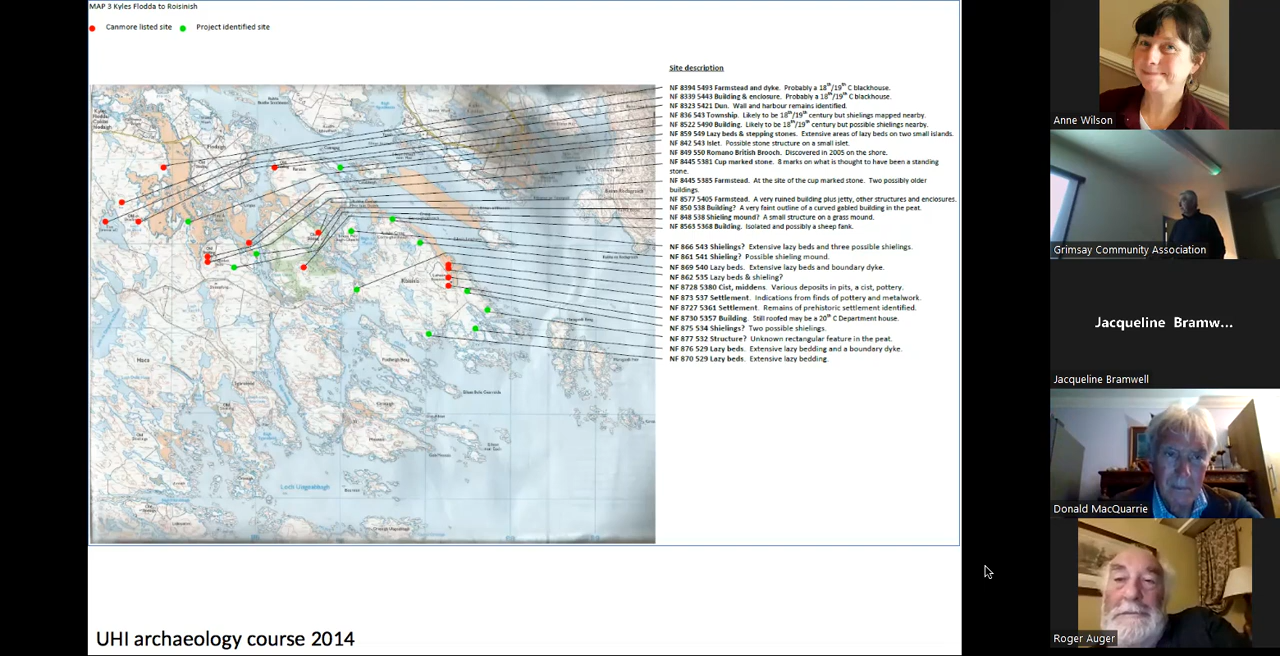 MAP 3 Kyles Flodda to Roisinish
Canmore listed site
Project identified site
Site description
NF 8394 5493 Farmstead and dyke. Probably a 18th/19th C blackhouse.
NF 8339 5443 Building & enclosure. Probably a 18th/19th C blackhouse.
NF 8323 5421 Dun. Wall and harbour remains identified.
NF 836 543 Township. Likely to be 18th/19th century but shielings mapped nearby.
NF 8522 5490 Building. Likely to be 18th/19th century but possible shielings nearby.
NF 859 549 Lazy beds & stepping stones. Extensive areas of lazy beds on two small islands.
NF 842 543 Islet. Possible stone structure on a small islet.
NF 849 550 Romano British Brooch. Discovered in 2005 on the shore.
NF 8445 5381 Cup marked stone. 8 marks on what is thought to have been a standing
stone.
NF 8445 5385 Farmstead. At the site of the cup marked stone. Two possibly older
buildings.
NF 8577 5405 Farmstead. A very ruined building plus jetty, other structures and enclosures.
NF 850 538 Building? A very faint outline of a curved gabled building in the peat.
NF 848 538 Shieling mound? A small structure on a grass mound.
NF 8563 5368 Building. Isolated and possibly a sheep fank.
NF 866 543 Shielings? Extensive lazy beds and three possible shielings.
NF 861 541 Shieling? Possible shieling mound.
NF 869 540 Lazy beds. Extensive lazy beds and boundary dyke.
NF 862 535 Lazy beds & shieling?
NF 8728 5380 Cist, middens. Various deposits in pits, a cist, pottery.
NF 873 537 Settlement. Indications from finds of pottery and metalwork.
NF 8727 5361 Settlement. Remains of prehistoric settlement identified.
NF 8730 5357 Building. Still roofed may be a 20th C Department house.
NF 875 534 Shielings? Two possible shielings.
NF 877 532 Structure? Unknown rectangular feature in the peat.
NF 876 529 Lazy beds. Extensive lazy bedding and a boundary dyke.
NF 870 529 Lazy beds. Extensive lazy bedding.
UHI archaeology course 2014
Anne Wilson
Grimsay Community Association
Jacqueline Bramw...
Jacqueline Bramwell
Donald MacQuarrie
Roger Auger